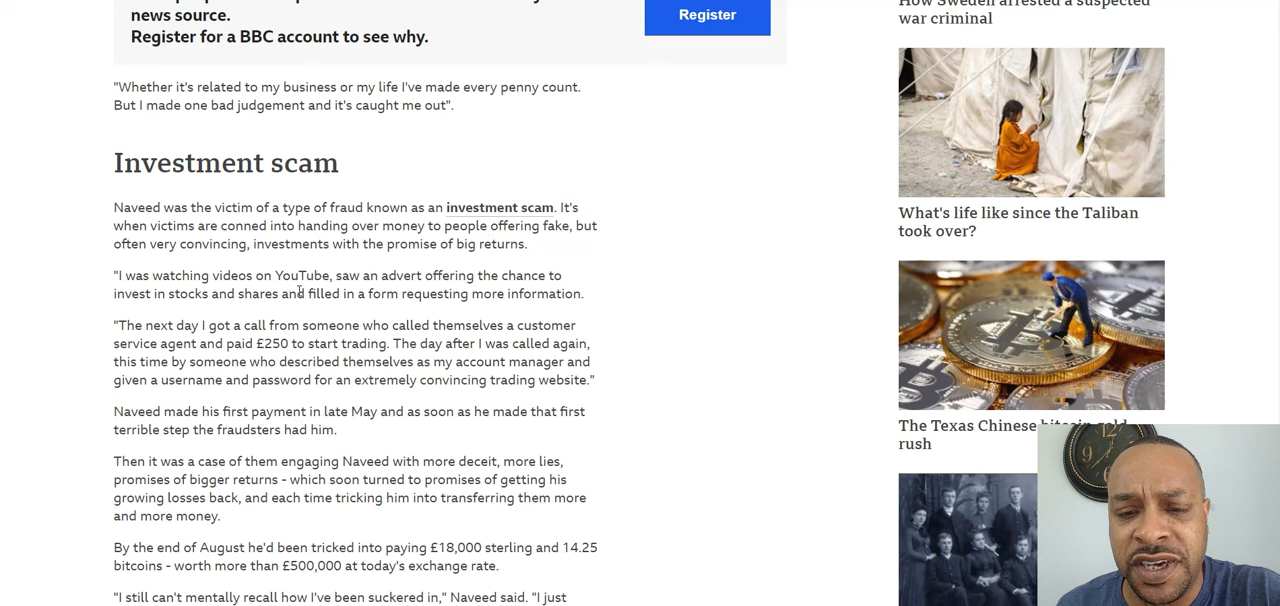 news source.
Register for a BBC account to see why.
Register
"Whether it's related to my business or my life I've made every penny count.
But I made one bad judgement and it's caught me out".
Investment scam
Naveed was the victim of a type of fraud known as an investment scam. It's
when victims are conned into handing over money to people offering fake, but
often very convincing, investments with the promise of big returns.
"I was watching videos on YouTube, saw an advert offering the chance to
invest in stocks and shares and filled in a form requesting more information.
"The next day I got a call from someone who called themselves a customer
service agent and paid £250 to start trading. The day after I was called again,
this time by someone who described themselves as my account manager and
given a username and password for an extremely convincing trading website."
Naveed made his first payment in late May and as soon as he made that first
terrible step the fraudsters had him.
Then it was a case of them engaging Naveed with more deceit, more lies,
promises of bigger returns - which soon turned to promises of getting his
growing losses back, and each time tricking him into transferring them more
and more money.
By the end of August he'd been tricked into paying £18,000 sterling and 14.25
bitcoins - worth more than £500,000 at today's exchange rate.
"I still can't mentally recall how I've been suckered in," Naveed said. "I just
How Sweden arrested a suspected
war criminal
What's life like since the Taliban
took over?
The Texas Chinese bitcoin gold
rush